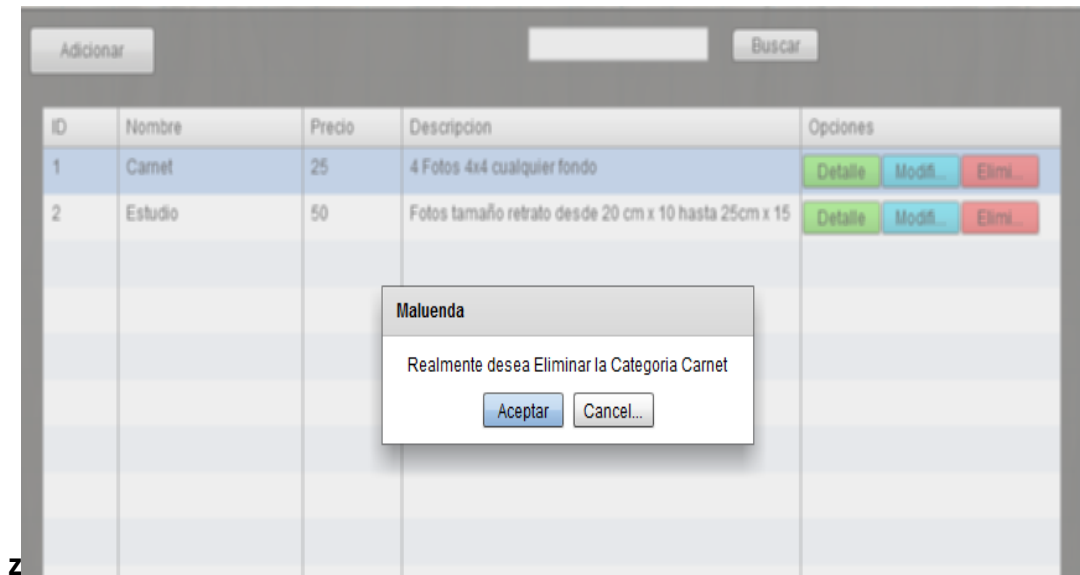 Adicionar Buscar
ID Nombre Precio Descripcion Opciones
1 Carnet 25 4 Fotos 4x4 cualquier fondo Detalle Modifi... Elimi...
2 Estudio 50 Fotos tamaño retrato desde 20 cm x 10 hasta 25cm x 15 Detalle Modifi... Elimi...
Maluenda
Realmente desea Eliminar la Categoria Carnet
Aceptar Cancel...
z